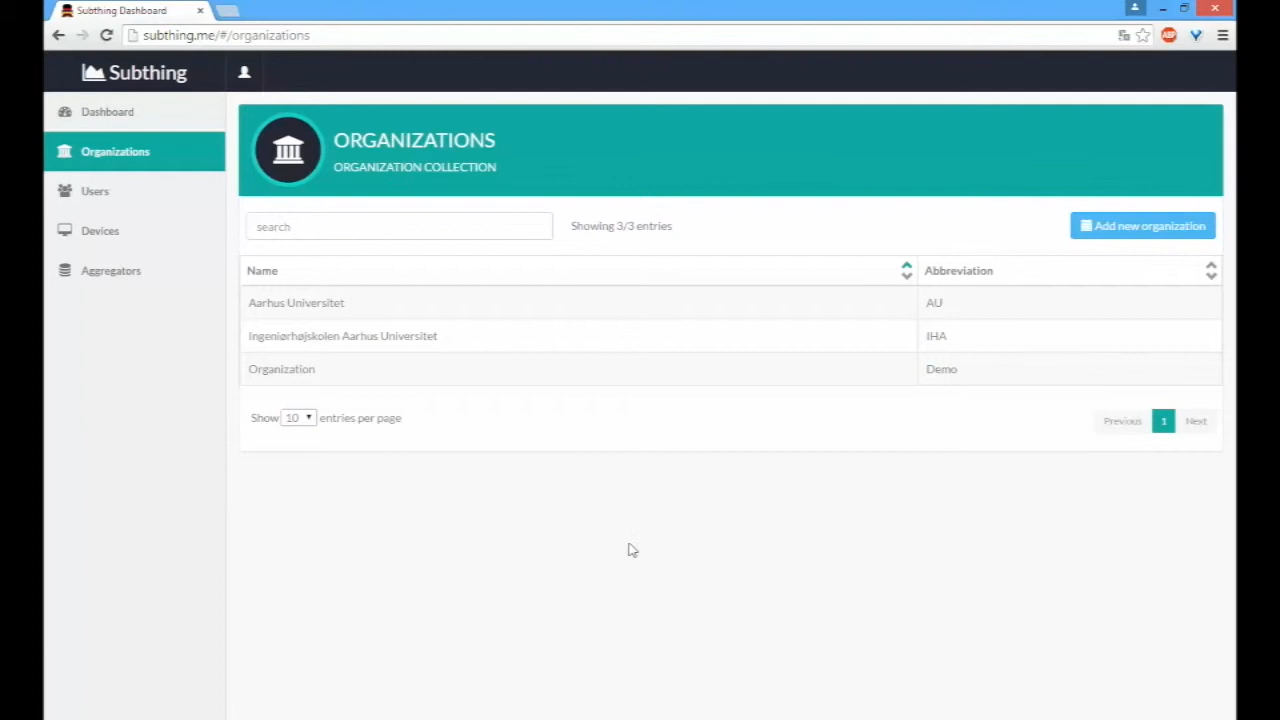 Subthing Dashboard
subthing.me/#/organizations
ABP
Subthing
Dashboard
Organizations
Users
Devices
Aggregators
ORGANIZATIONS
ORGANIZATION COLLECTION
search
Showing 3/3 entries
Add new organization
Name Abbreviation
Aarhus Universitet AU
Ingeniørhøjskolen Aarhus Universitet IHA
Organization Demo
Show 10 entries per page
Previous 1 Next